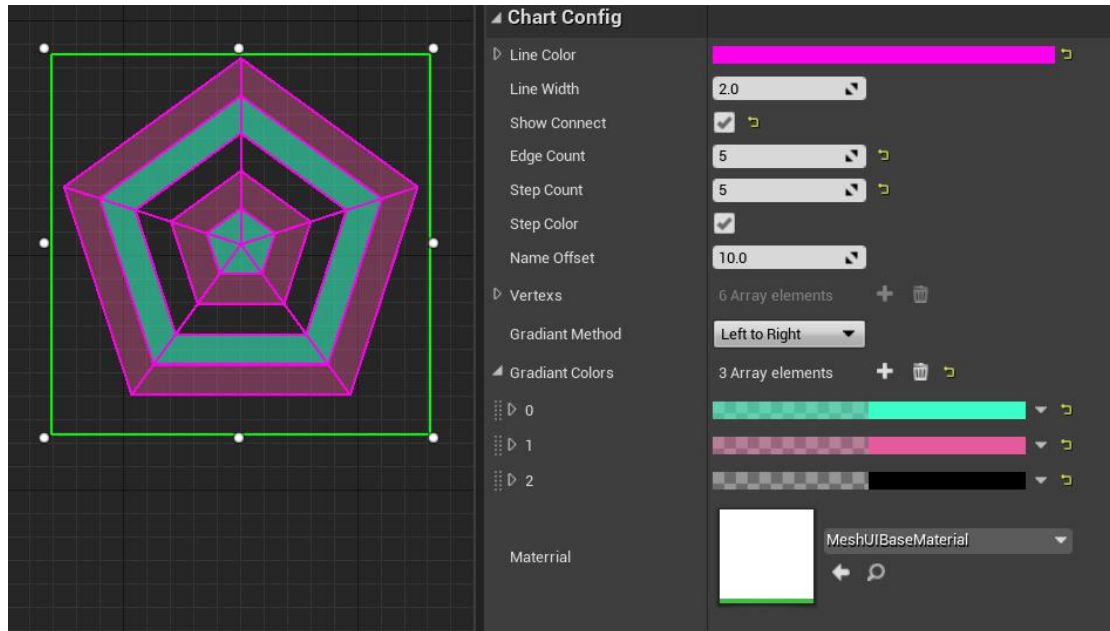 Chart Config
Line Color
Line Width 2.0
Show Connect
Edge Count 5
Step Count 5
Step Color
Name Offset 10.0
Vertexs 6 Array elements
Gradiant Method Left to Right
Gradiant Colors 3 Array elements
0
1
2
Materrial MeshUIBaseMaterial